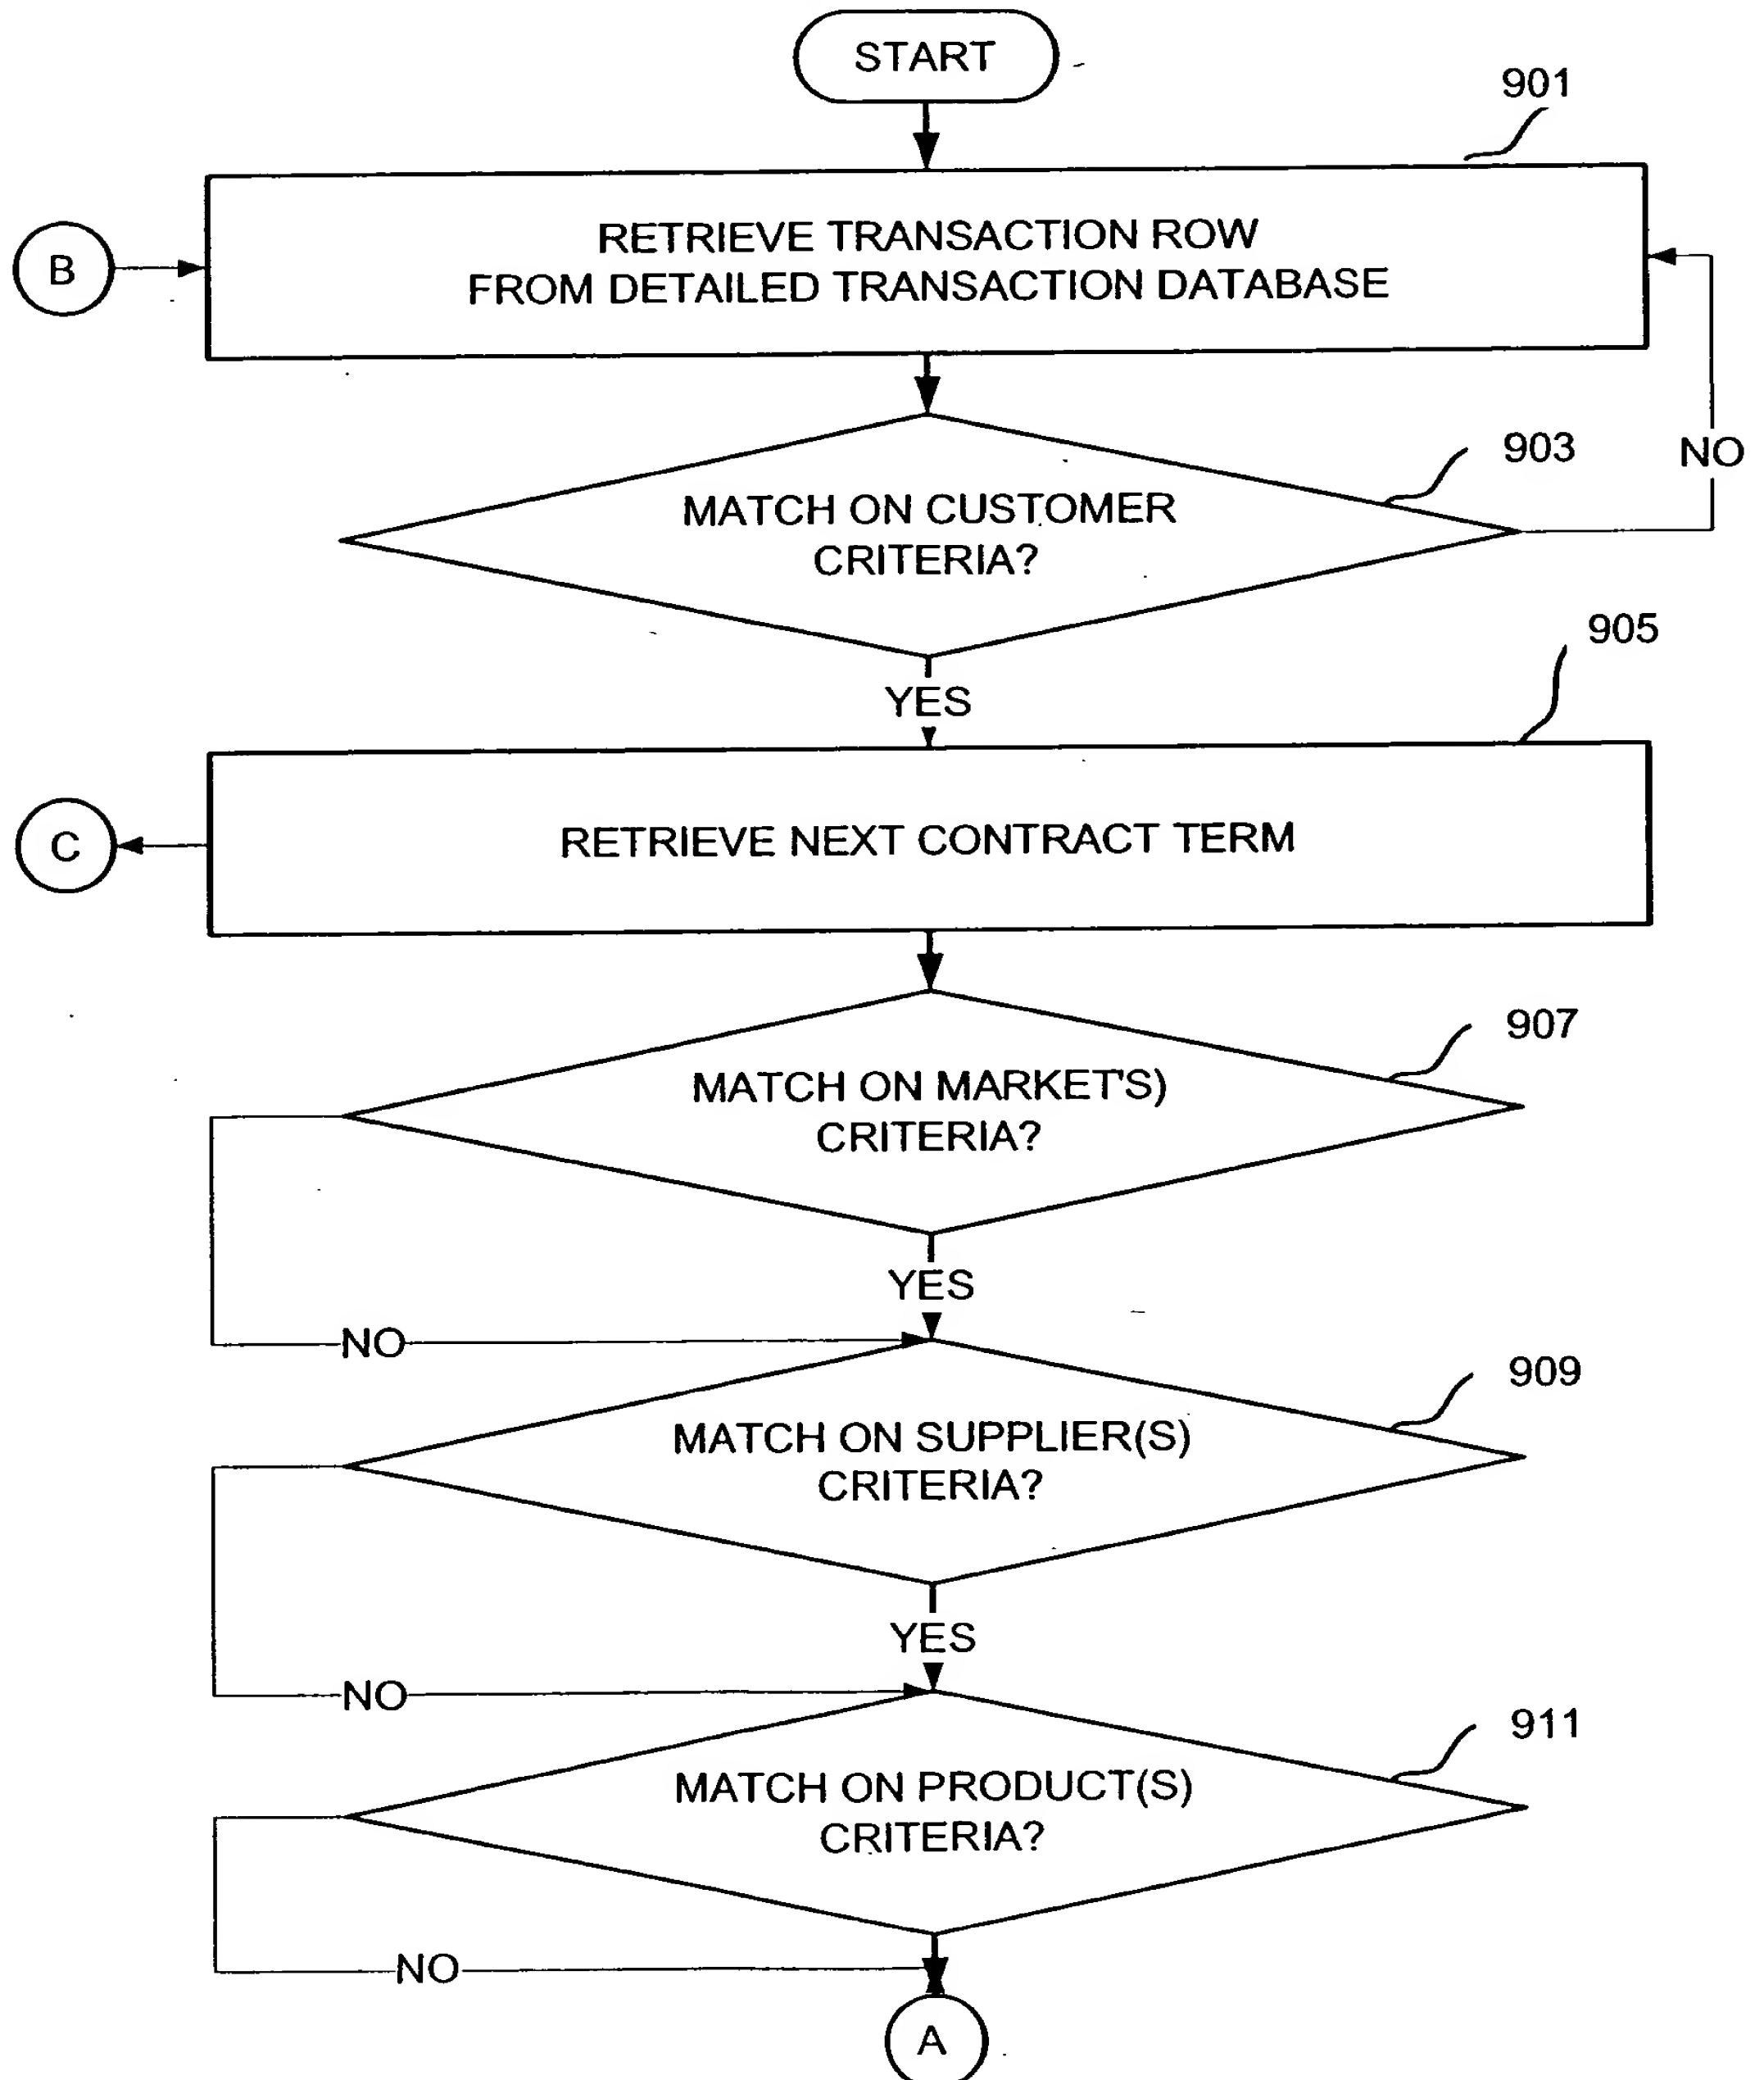 START
901
RETRIEVE TRANSACTION ROW
FROM DETAILED TRANSACTION DATABASE
B
903
NO
MATCH ON CUSTOMER
CRITERIA?
905
YES
RETRIEVE NEXT CONTRACT TERM
C
907
MATCH ON MARKET'S)
CRITERIA?
YES
NO
909
MATCH ON SUPPLIER(S)
CRITERIA?
YES
NO
911
MATCH ON PRODUCT(S)
CRITERIA?
NO
A